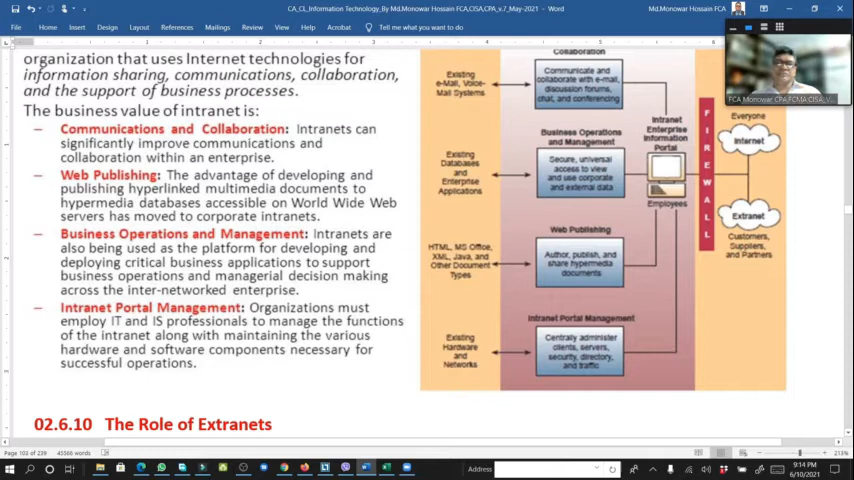 CA_CL_Information Technology_By Md.Monowar Hossain FCA,CISA,CPA_v.7_May-2021 - Word
Md.Monowar Hossain FCA
File Home Insert Design Layout References Mailings Review View Help Acrobat Tell me what you want to do
organization that uses Internet technologies for
information sharing, communications, collaboration,
and the support of business processes.
The business value of intranet is:
– Communications and Collaboration: Intranets can
significantly improve communications and
collaboration within an enterprise.
– Web Publishing: The advantage of developing and
publishing hyperlinked multimedia documents to
hypermedia databases accessible on World Wide Web
servers has moved to corporate intranets.
– Business Operations and Management: Intranets are
also being used as the platform for developing and
deploying critical business applications to support
business operations and managerial decision making
across the inter-networked enterprise.
– Intranet Portal Management: Organizations must
employ IT and IS professionals to manage the functions
of the intranet along with maintaining the various
hardware and software components necessary for
successful operations.
02.6.10 The Role of Extranets
Collaboration
Existing
e-Mail, Voice-
Mail Systems
Communicate and
collaborate with e-mail,
discussion forums,
chat, and conferencing
Business Operations
and Management
Existing
Databases
and
Enterprise
Applications
Secure, universal
access to view
and use corporate
and external data
Web Publishing
HTML, MS Office,
XML, Java, and
Other Document
Types
Author, publish, and
share hypermedia
documents
Intranet Portal Management
Existing
Hardware
and
Networks
Centrally administer
clients, servers,
security, directory,
and traffic
Intranet
Enterprise
Information
Portal
Employees
FIREWALL
Everyone
Internet
Extranet
Customers,
Suppliers,
and Partners
FCA Monowar CPA,FCMA,CISA_V...
Page 103 of 239 43566 words
213%
Address
9:14 PM
6/10/2021